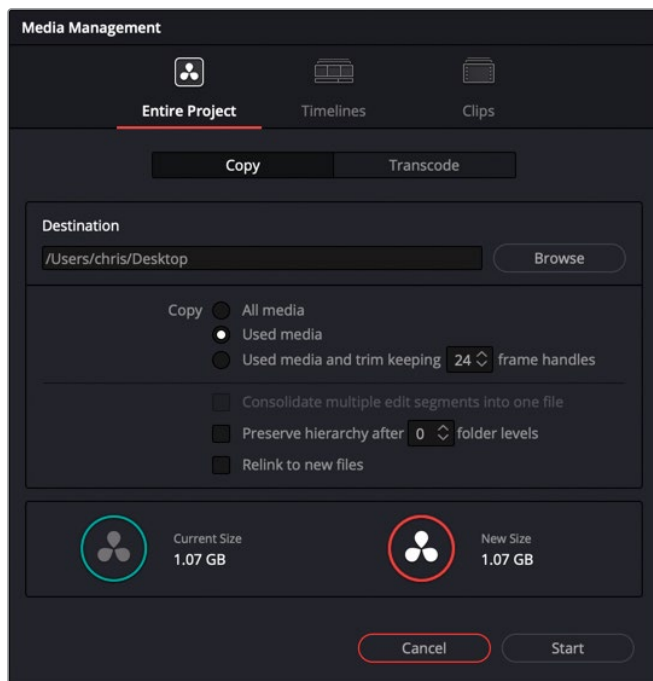 Media Management
Entire Project Timelines Clips
Copy Transcode
Destination
/Users/chris/Desktop Browse
Copy All media
Used media
Used media and trim keeping 24 frame handles
Consolidate multiple edit segments into one file
Preserve hierarchy after 0 folder levels
Relink to new files
Current Size New Size
1.07 GB 1.07 GB
Cancel Start